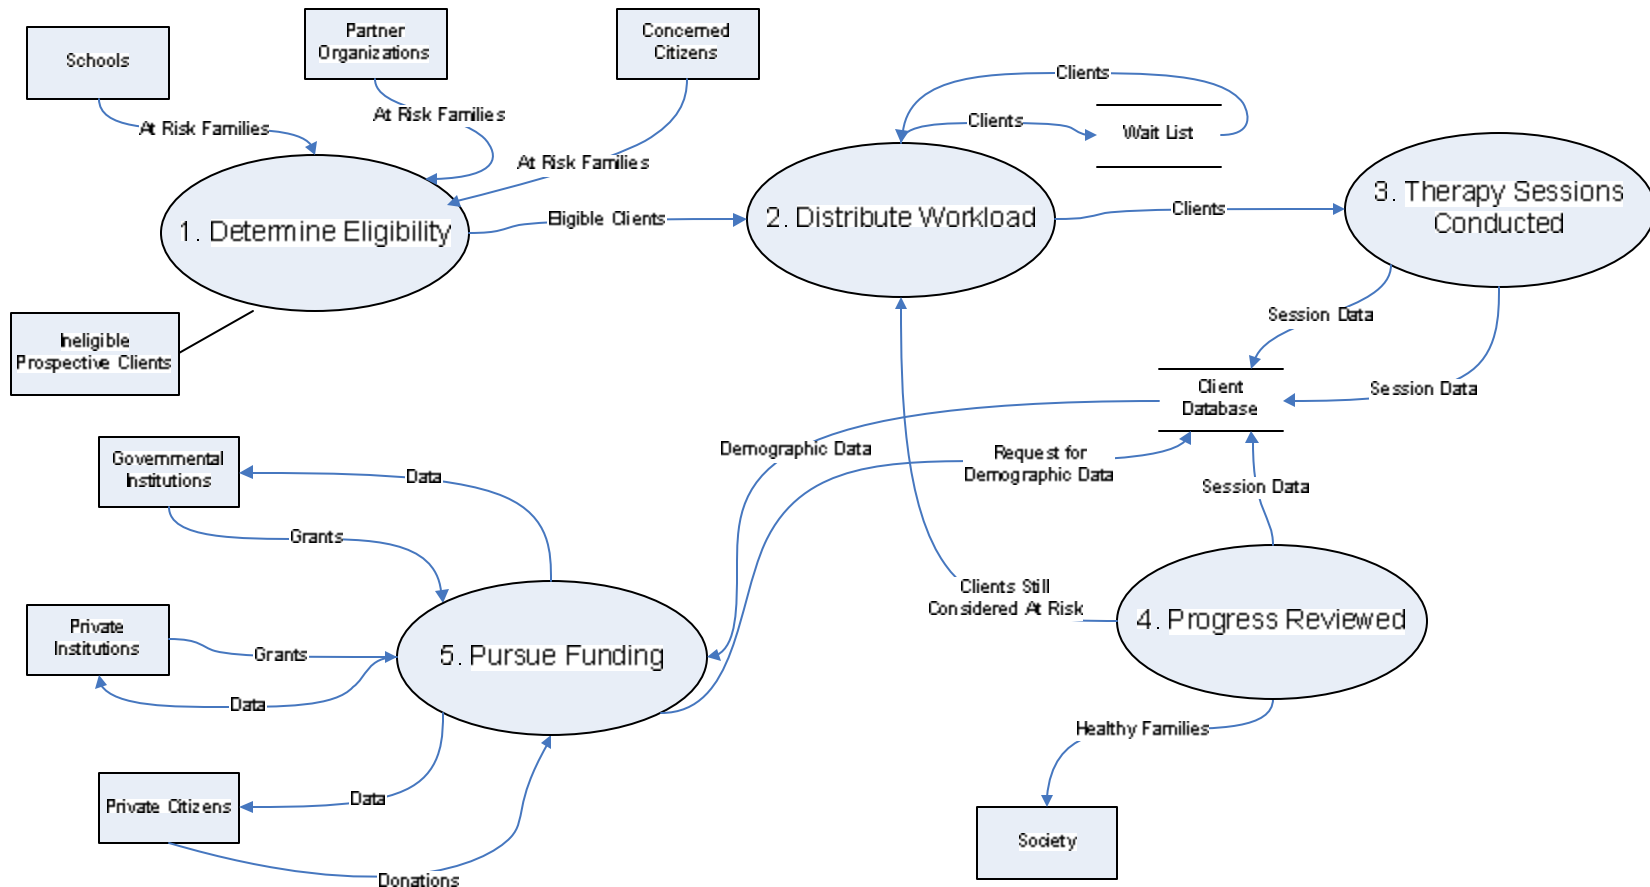 Schools
Partner
Organizations
Concerned
Citizens
At Risk Families
At Risk Families
At Risk Families
Clients
Clients
Wait List
1. Determine Eligibility
Eligible Clients
2. Distribute Workload
Clients
3. Therapy Sessions
Conducted
Ineligible
Prospective Clients
Session Data
Session Data
Client
Database
Demographic Data
Request for
Demographic Data
Session Data
Governmental
Institutions
Data
Grants
Clients Still
Considered At Risk
4. Progress Reviewed
Private
Institutions
Grants
Data
5. Pursue Funding
Healthy Families
Private Citizens
Data
Donations
Society